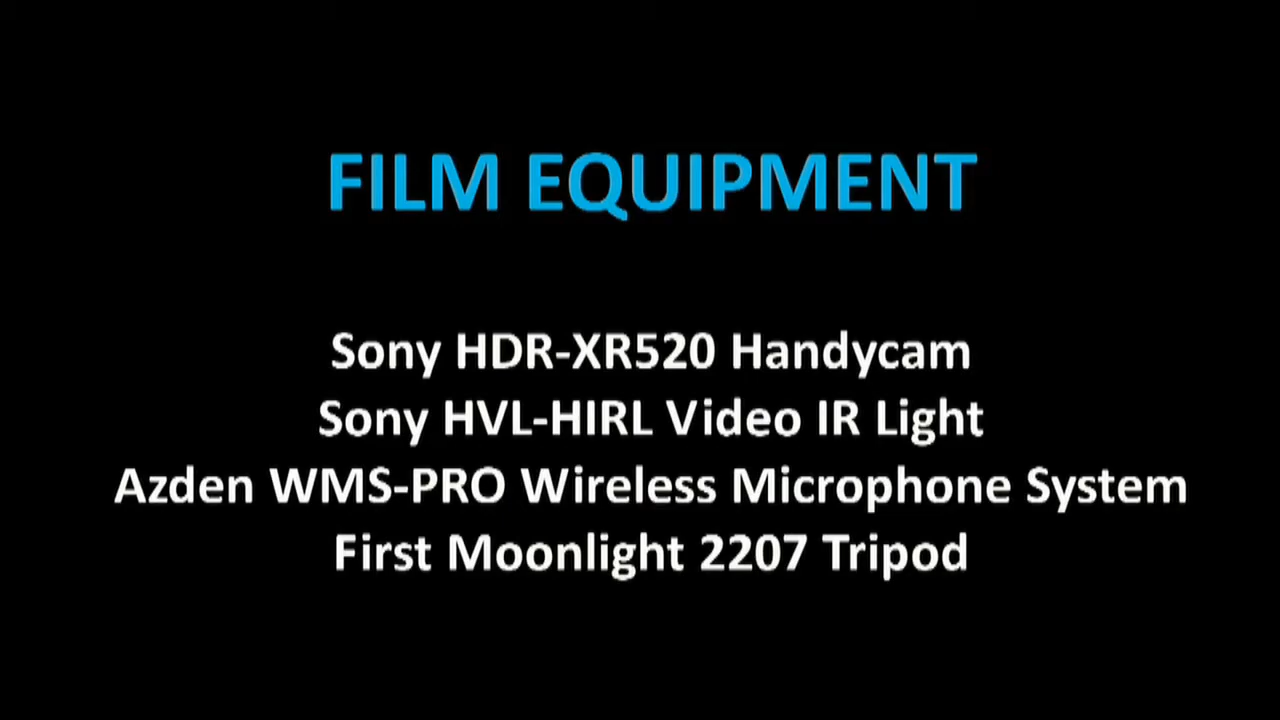 FILM EQUIPMENT
Sony HDR-XR520 Handycam
Sony HVL-HIRL Video IR Light
Azden WMS-PRO Wireless Microphone System
First Moonlight 2207 Tripod